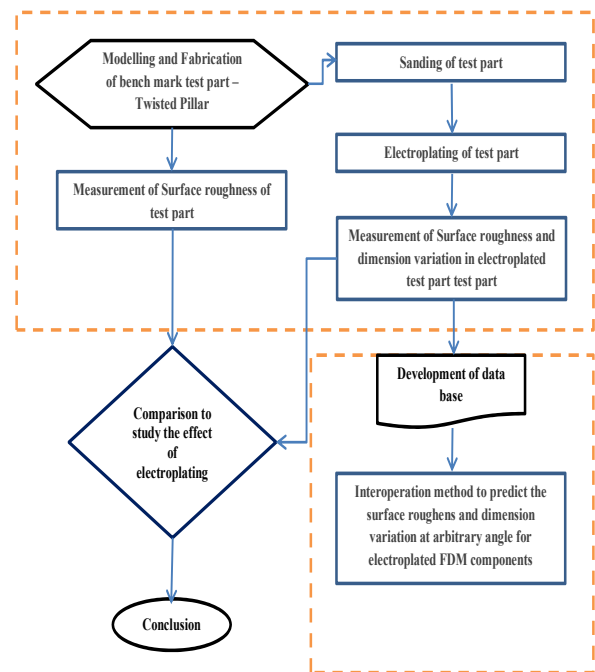 Modelling and Fabrication
of bench mark test part –
Twisted Pillar
Sanding of test part
Electroplating of test part
Measurement of Surface roughness of
test part
Measurement of Surface roughness and
dimension variation in electroplated
test part test part
Development of data
base
Comparison to
study the effect
of
electroplating
Interoperation method to predict the
surface roughens and dimension
variation at arbitrary angle for
electroplated FDM components
Conclusion